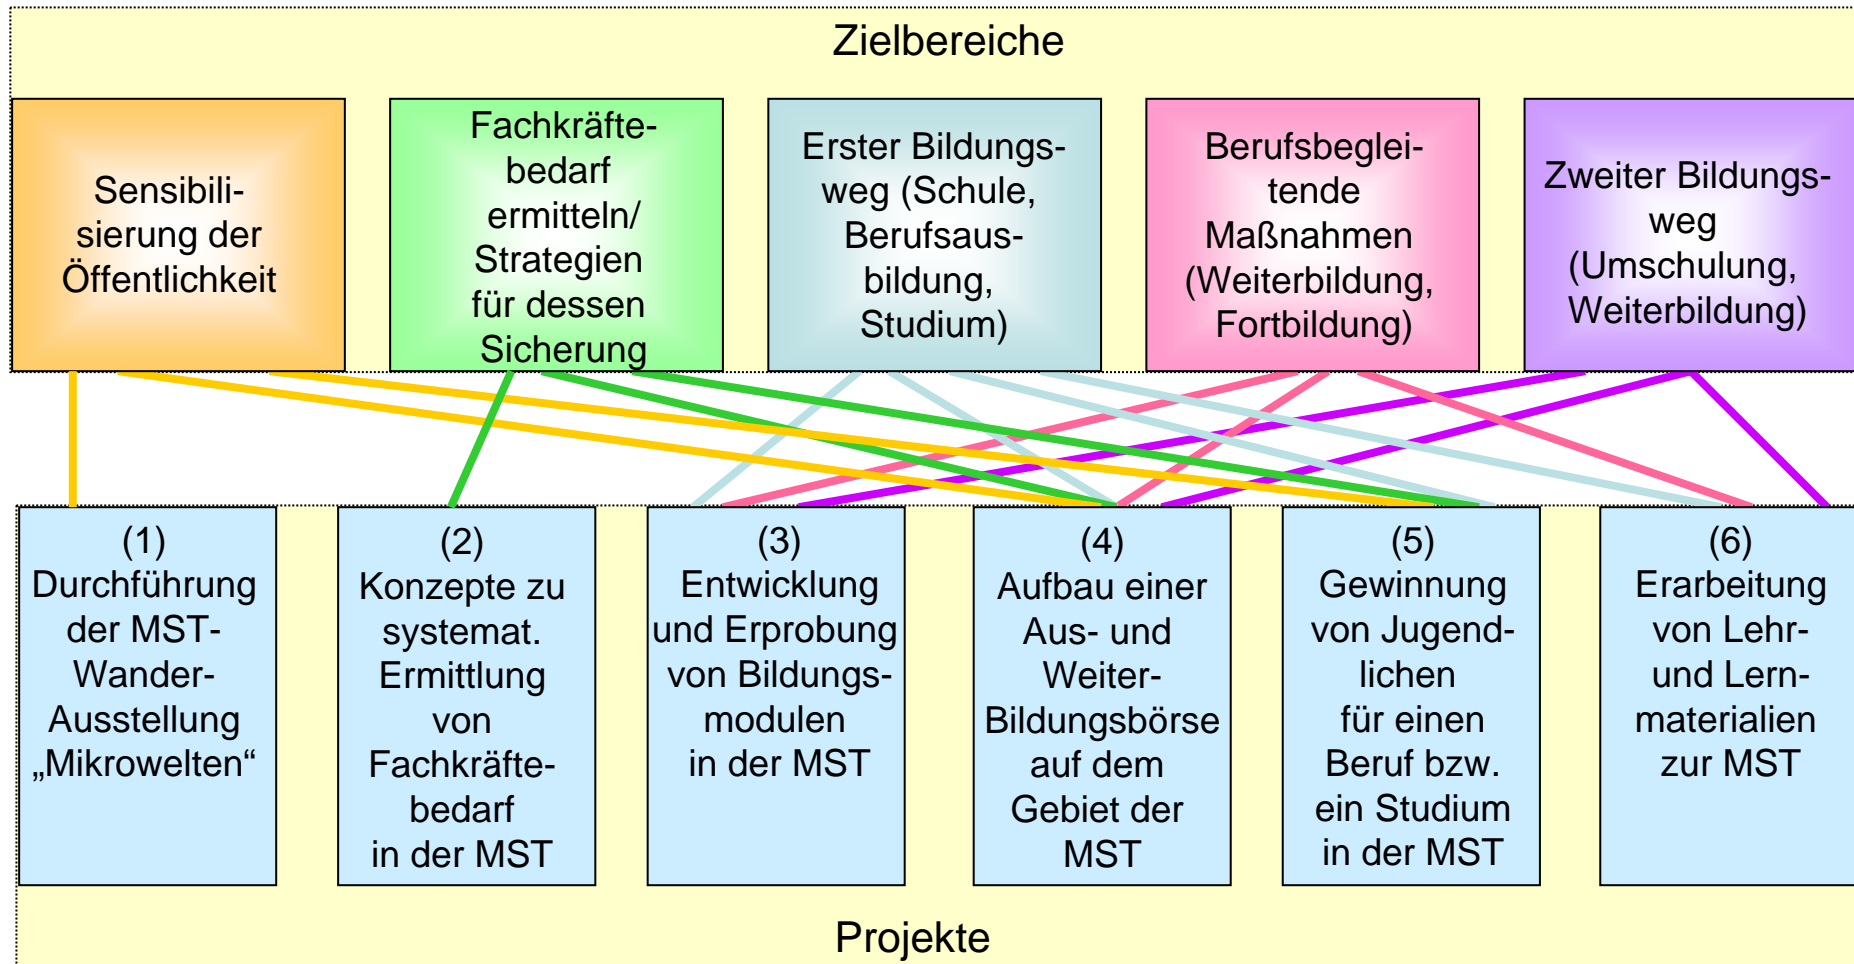 Zielbereiche
Sensibili-
sierung der
Öffentlichkeit
Fachkräfte-
bedarf
ermitteln/
Strategien
für dessen
Sicherung
Erster Bildungs-
weg (Schule,
Berufsaus-
bildung,
Studium)
Berufsbeglei-
tende
Maßnahmen
(Weiterbildung,
Fortbildung)
Zweiter Bildungs-
weg
(Umschulung,
Weiterbildung)
(1)
Durchführung
der MST-
Wander-
Ausstellung
„Mikrowelten“
(2)
Konzepte zu
systemat.
Ermittlung
von
Fachkräfte-
bedarf
in der MST
(3)
Entwicklung
und Erprobung
von Bildungs-
modulen
in der MST
(4)
Aufbau einer
Aus- und
Weiter-
Bildungsbörse
auf dem
Gebiet der
MST
(5)
Gewinnung
von Jugend-
lichen
für einen
Beruf bzw.
ein Studium
in der MST
(6)
Erarbeitung
von Lehr-
und Lern-
materialien
zur MST
Projekte